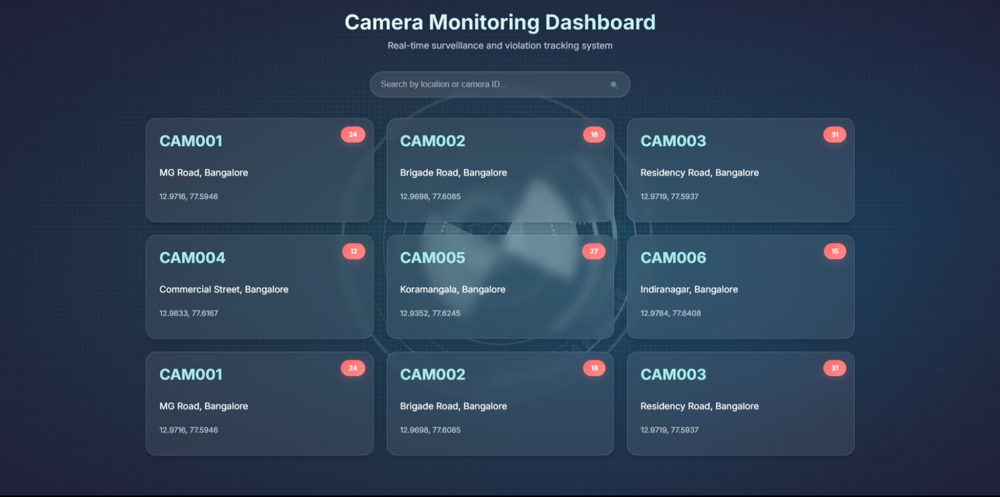 Camera Monitoring Dashboard
Real-time surveillance and violation tracking system
Search by location or camera ID...
CAM001
24
MG Road, Bangalore
12.9716, 77.5946
CAM002
18
Brigade Road, Bangalore
12.9698, 77.6085
CAM003
31
Residency Road, Bangalore
12.9719, 77.5937
CAM004
12
Commercial Street, Bangalore
12.9833, 77.6167
CAM005
27
Koramangala, Bangalore
12.9352, 77.6245
CAM006
15
Indiranagar, Bangalore
12.9784, 77.6408
CAM001
24
MG Road, Bangalore
12.9716, 77.5946
CAM002
18
Brigade Road, Bangalore
12.9698, 77.6085
CAM003
31
Residency Road, Bangalore
12.9719, 77.5937